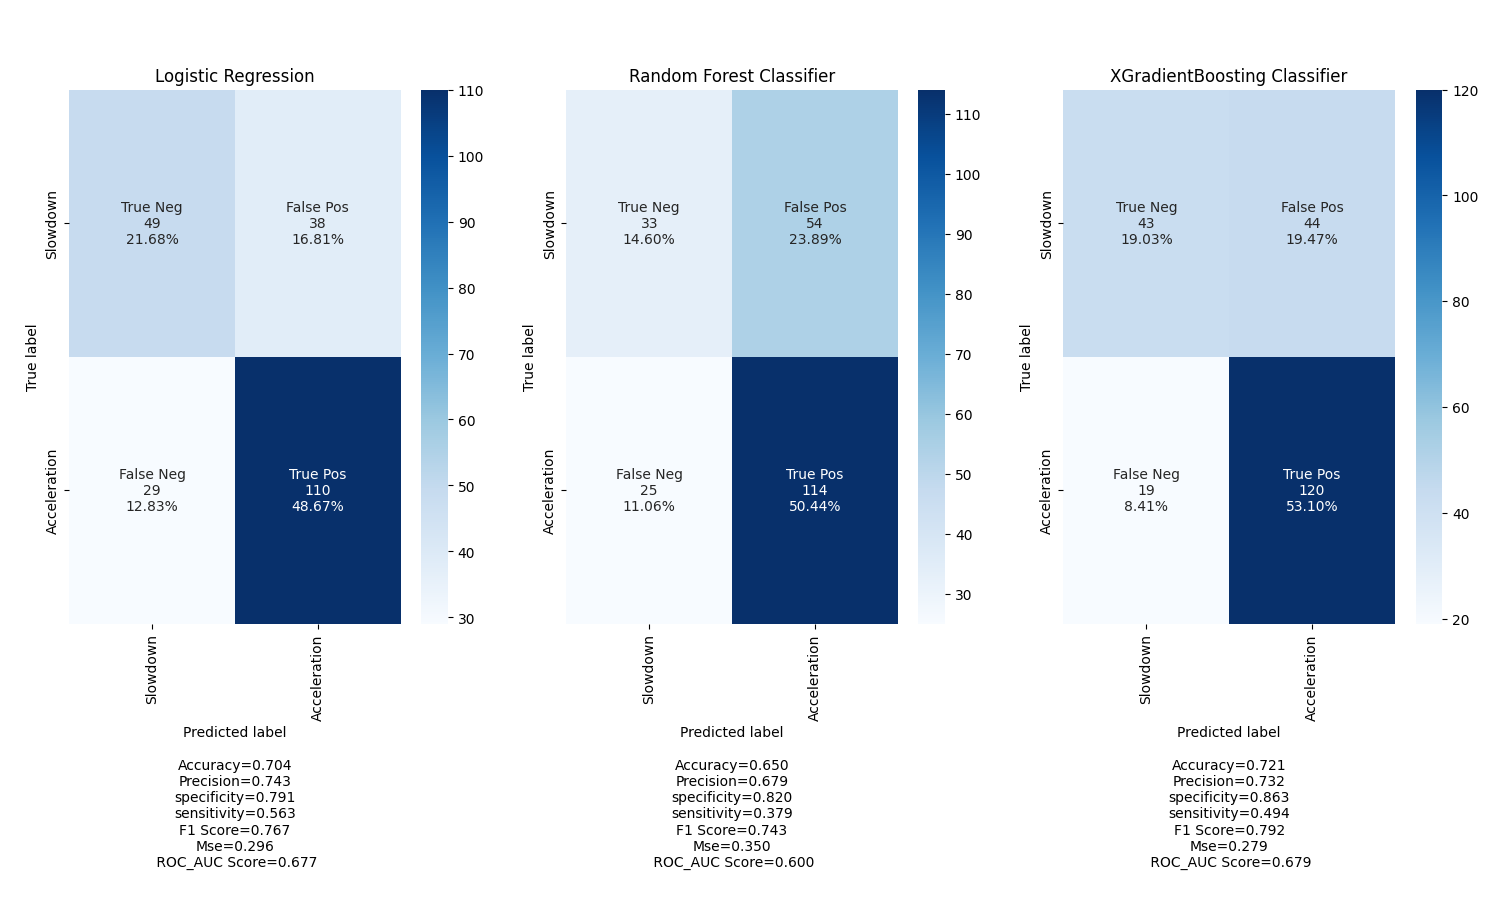 Logistic Regression
True Neg
49
21.68%
False Pos
38
16.81%
False Neg
29
12.83%
True Pos
110
48.67%
Slowdown
Acceleration
True label
Slowdown
Acceleration
Predicted label
110
100
90
80
70
60
50
40
30
Accuracy=0.704
Precision=0.743
specificity=0.791
sensitivity=0.563
F1 Score=0.767
Mse=0.296
ROC_AUC Score=0.677
Random Forest Classifier
True Neg
33
14.60%
False Pos
54
23.89%
False Neg
25
11.06%
True Pos
114
50.44%
Slowdown
Acceleration
True label
Slowdown
Acceleration
Predicted label
110
100
90
80
70
60
50
40
30
Accuracy=0.650
Precision=0.679
specificity=0.820
sensitivity=0.379
F1 Score=0.743
Mse=0.350
ROC_AUC Score=0.600
XGradientBoosting Classifier
True Neg
43
19.03%
False Pos
44
19.47%
False Neg
19
8.41%
True Pos
120
53.10%
Slowdown
Acceleration
True label
Slowdown
Acceleration
Predicted label
120
100
80
60
40
20
Accuracy=0.721
Precision=0.732
specificity=0.863
sensitivity=0.494
F1 Score=0.792
Mse=0.279
ROC_AUC Score=0.679